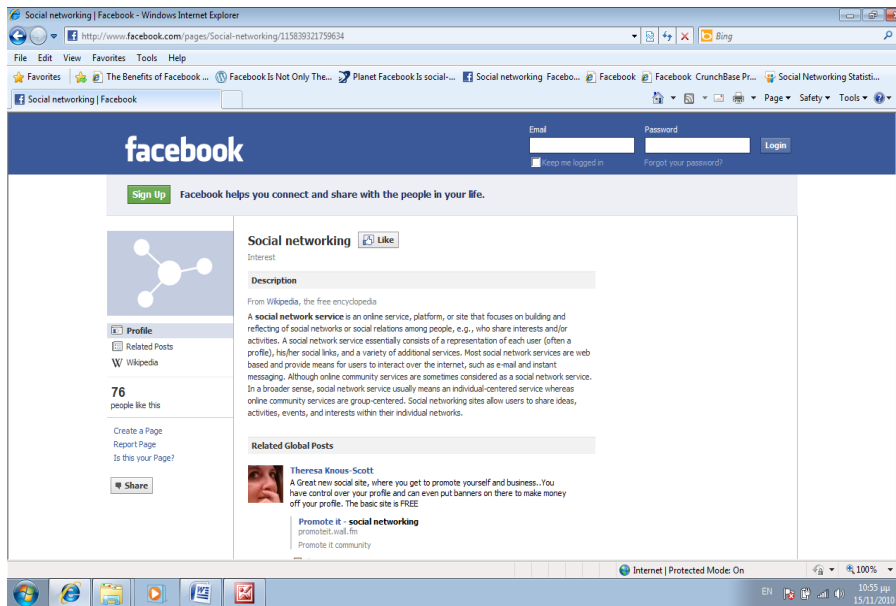 Social networking | Facebook - Windows Internet Explorer
http://www.facebook.com/pages/Social-networking/115839321759634
Bing
File Edit View Favorites Tools Help
Favorites The Benefits of Facebook ... Facebook Is Not Only The... Planet Facebook Is social-... Social networking Facebo... Facebook Facebook CrunchBase Pr... Social Networking Statisti...
Social networking | Facebook
Page Safety Tools
Email Password
facebook
Login
Keep me logged in Forgot your password?
Sign Up Facebook helps you connect and share with the people in your life.
Social networking Like
Interest
Description
From Wikipedia, the free encyclopedia
A social network service is an online service, platform, or site that focuses on building and
reflecting of social networks or social relations among people, e.g., who share interests and/or
activities. A social network service essentially consists of a representation of each user (often a
profile), his/her social links, and a variety of additional services. Most social network services are web
based and provide means for users to interact over the internet, such as e-mail and instant
messaging. Although online community services are sometimes considered as a social network service.
In a broader sense, social network service usually means an individual-centered service whereas
online community services are group-centered. Social networking sites allow users to share ideas,
activities, events, and interests within their individual networks.
Profile
Related Posts
W Wikipedia
76
people like this
Create a Page
Report Page
Is this your Page?
Share
Related Global Posts
Theresa Knous-Scott
A Great new social site, where you get to promote yourself and business..You
have control over your profile and can even put banners on there to make money
off your profile. The basic site is FREE
Promote it - social networking
promoteit.wall.fm
Promote it community
Internet | Protected Mode: On
100%
EN
10:55 μμ
15/11/2010